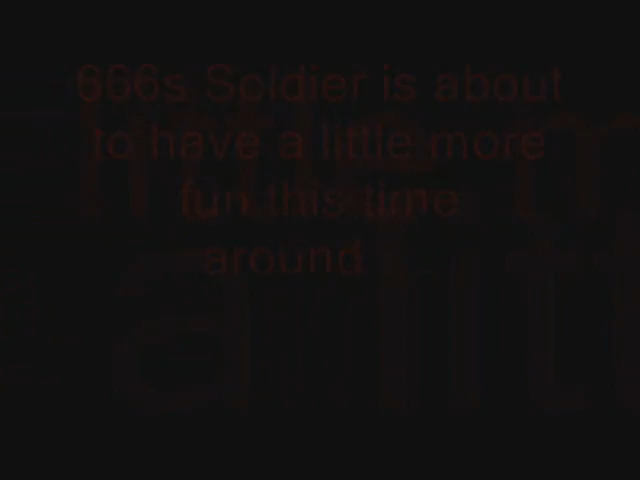 666s Soldier is about
to have a little more
fun this time
around